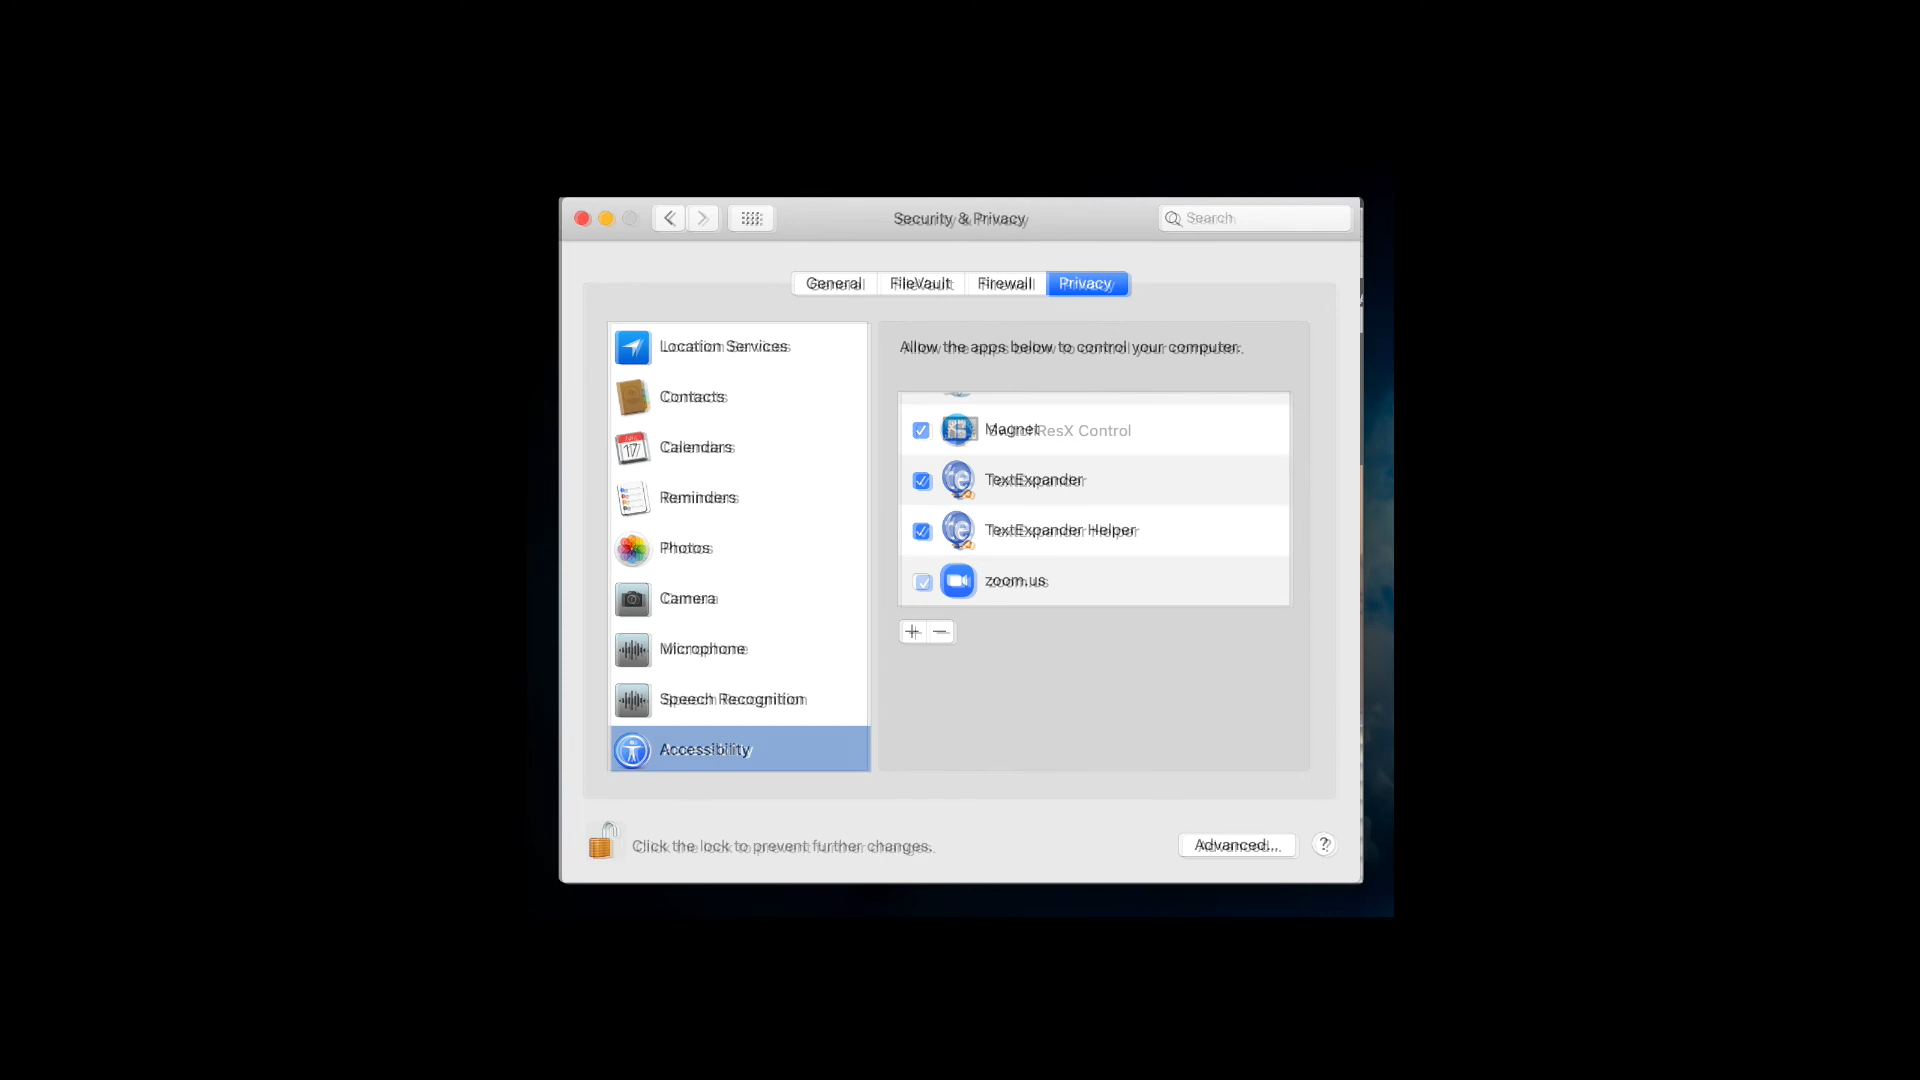 Security & Privacy
Search
General FileVault Firewall Privacy
Location Services
Contacts
Calendars
Reminders
Photos
Camera
Microphone
Speech Recognition
Accessibility
Allow the apps below to control your computer.
Magnet
SwitchResX Control
TextExpander
TextExpander Helper
zoom.us
Click the lock to prevent further changes.
Advanced...
?